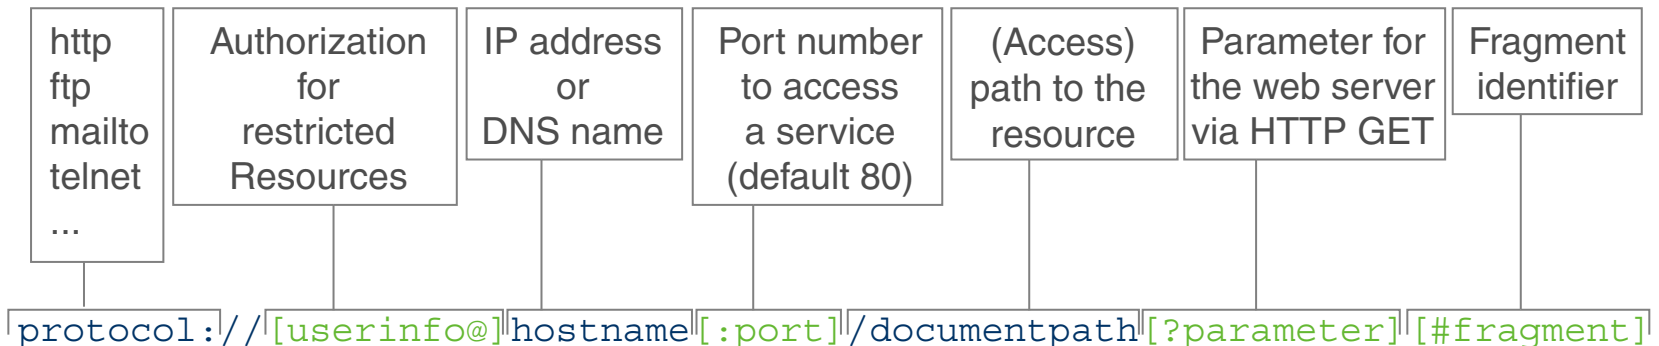 http
ftp
mailto
telnet
...
Authorization
for
restricted
Resources
IP address
or
DNS name
Port number
to access
a service
(default 80)
(Access)
path to the
resource
Parameter for
the web server
via HTTP GET
Fragment
identifier
protocol://[userinfo@]hostname[:port]/documentpath[?parameter][#fragment]